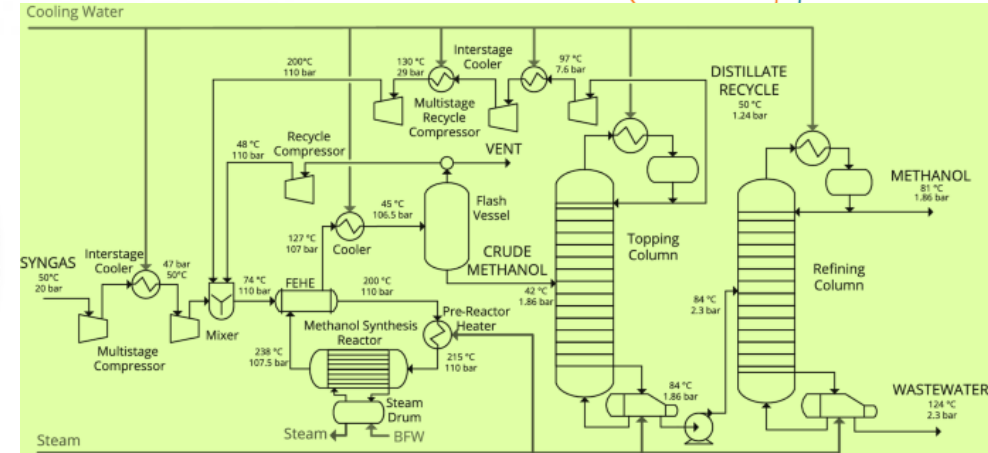 Cooling Water
200°C
110 bar
130 °C
29 bar
Interstage
Cooler
97 °C
7.6 bar
Multistage
Recycle
Compressor
DISTILLATE
RECYCLE
50 °C
1.24 bar
48 °C
110 bar
Recycle
Compressor
VENT
METHANOL
81 °C
1.86 bar
45 °C
106.5 bar
Flash
Vessel
127 °C
107 bar
Cooler
CRUDE
METHANOL
42 °C
1.86 bar
Topping
Column
Refining
Column
SYNGAS
50°C
20 bar
Interstage
Cooler
47 bar
50°C
74 °C
110 bar
Mixer
FEHE
200 °C
110 bar
Pre-Reactor
Heater
84 °C
2.3 bar
Multistage
Compressor
Methanol Synthesis
Reactor
238 °C
107.5 bar
215 °C
110 bar
84 °C
1.86 bar
WASTEWATER
124 °C
2.3 bar
Steam
Drum
Steam
BFW
Steam